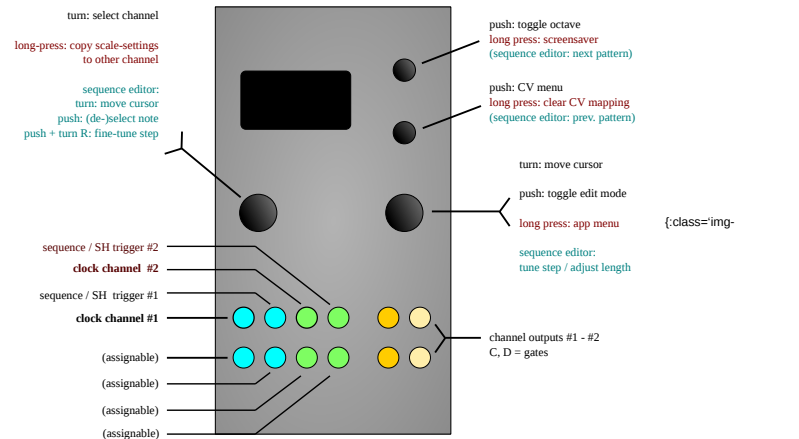 turn: select channel
long-press: copy scale-settings
to other channel
sequence editor:
turn: move cursor
push: (de-)select note
push + turn R: fine-tune step
sequence / SH trigger #2
clock channel  #2
sequence / SH  trigger #1
clock channel #1
(assignable)
(assignable)
(assignable)
(assignable)
push: toggle octave
long press: screensaver
(sequence editor: next pattern)
push: CV menu
long press: clear CV mapping
(sequence editor: prev. pattern)
turn: move cursor
push: toggle edit mode
long press: app menu
{:class='img-
sequence editor:
tune step / adjust length
channel outputs #1 - #2
C, D = gates